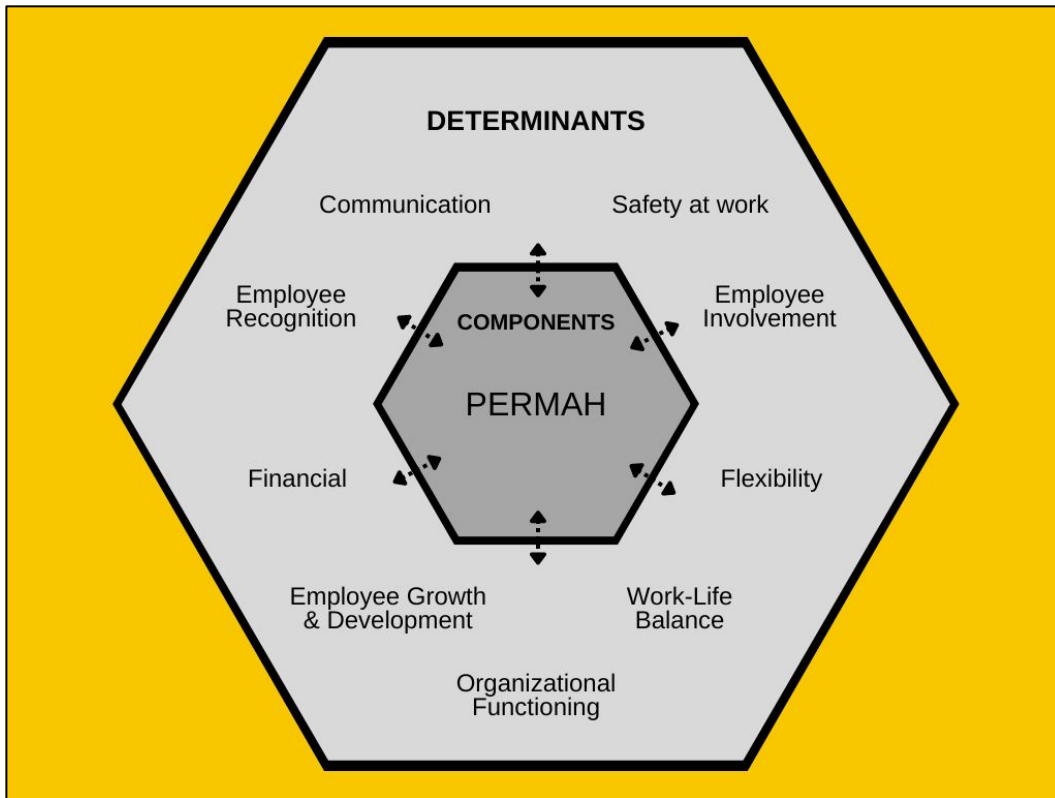 DETERMINANTS
Communication
Safety at work
Employee
Recognition
Employee
Involvement
COMPONENTS
PERMAH
Financial
Flexibility
Employee Growth
& Development
Work-Life
Balance
Organizational
Functioning